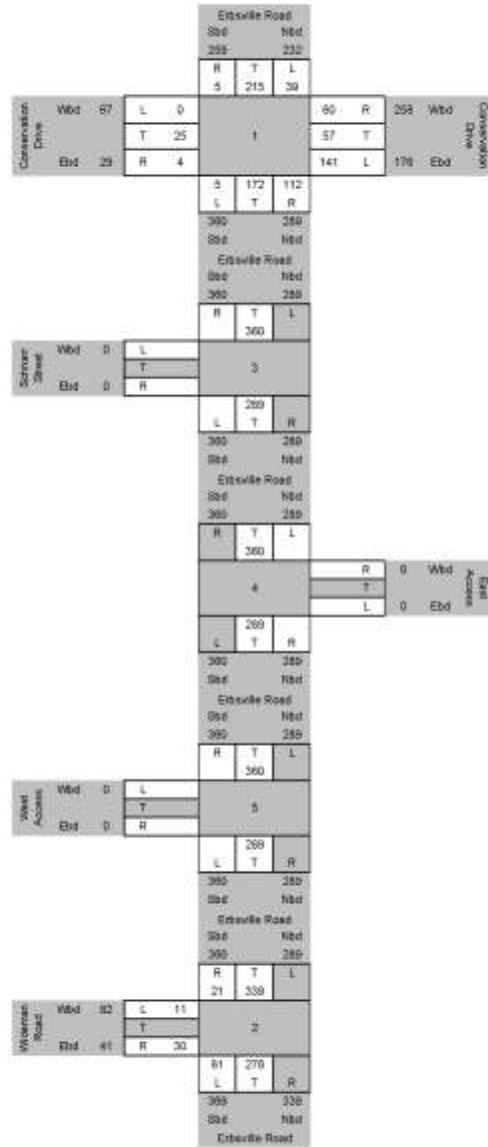 Erbsville Road
Sbd Nbd
259 232
R T L
5 215 39
Conservation Drive
Wbd 67 L 0
T 25
Ebd 29 R 4
1
60 R 258 Wbd
57 T
141 L 176 Ebd
Conservation Drive
5 172 112
L T R
360 289
Sbd Nbd
Erbsville Road
Sbd Nbd
360 289
R T L
360
Schnarr Street
Wbd 0 L
T
Ebd 0 R
3
289
L T R
360 289
Sbd Nbd
Erbsville Road
Sbd Nbd
360 289
R T L
360
4
R 0 Wbd
T
L 0 Ebd
East Access
289
L T R
360 289
Sbd Nbd
Erbsville Road
Sbd Nbd
360 289
R T L
360
West Access
Wbd 0 L
T
Ebd 0 R
5
289
L T R
360 289
Sbd Nbd
Erbsville Road
Sbd Nbd
360 289
R T L
21 339
Wideman Road
Wbd 82 L 11
T
Ebd 41 R 30
2
61 278
L T R
369 339
Sbd Nbd
Erbsville Road